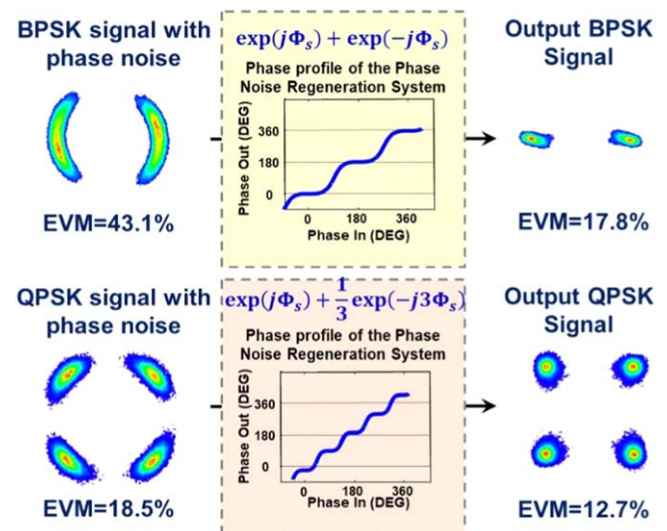 BPSK signal with
phase noise
EVM=43.1%
exp(jΦₛ) + exp(−jΦₛ)
Phase profile of the Phase
Noise Regeneration System
Phase Out (DEG)
360
180
0
0 180 360
Phase In (DEG)
Output BPSK
Signal
EVM=17.8%
QPSK signal with
phase noise
EVM=18.5%
exp(jΦₛ) + 1/3 exp(−j3Φₛ)
Phase profile of the Phase
Noise Regeneration System
Phase Out (DEG)
360
180
0
0 180 360
Phase In (DEG)
Output QPSK
Signal
EVM=12.7%